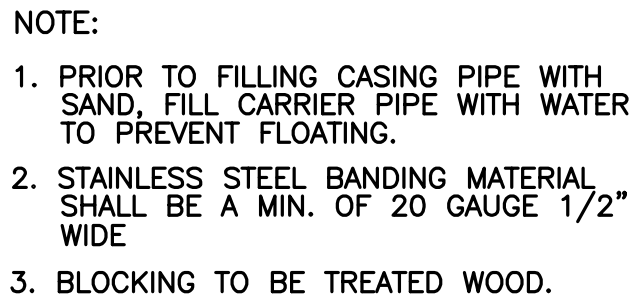 NOTE:
1. PRIOR TO FILLING CASING PIPE WITH
SAND, FILL CARRIER PIPE WITH WATER
TO PREVENT FLOATING.
2. STAINLESS STEEL BANDING MATERIAL
SHALL BE A MIN. OF 20 GAUGE 1/2"
WIDE
3. BLOCKING TO BE TREATED WOOD.